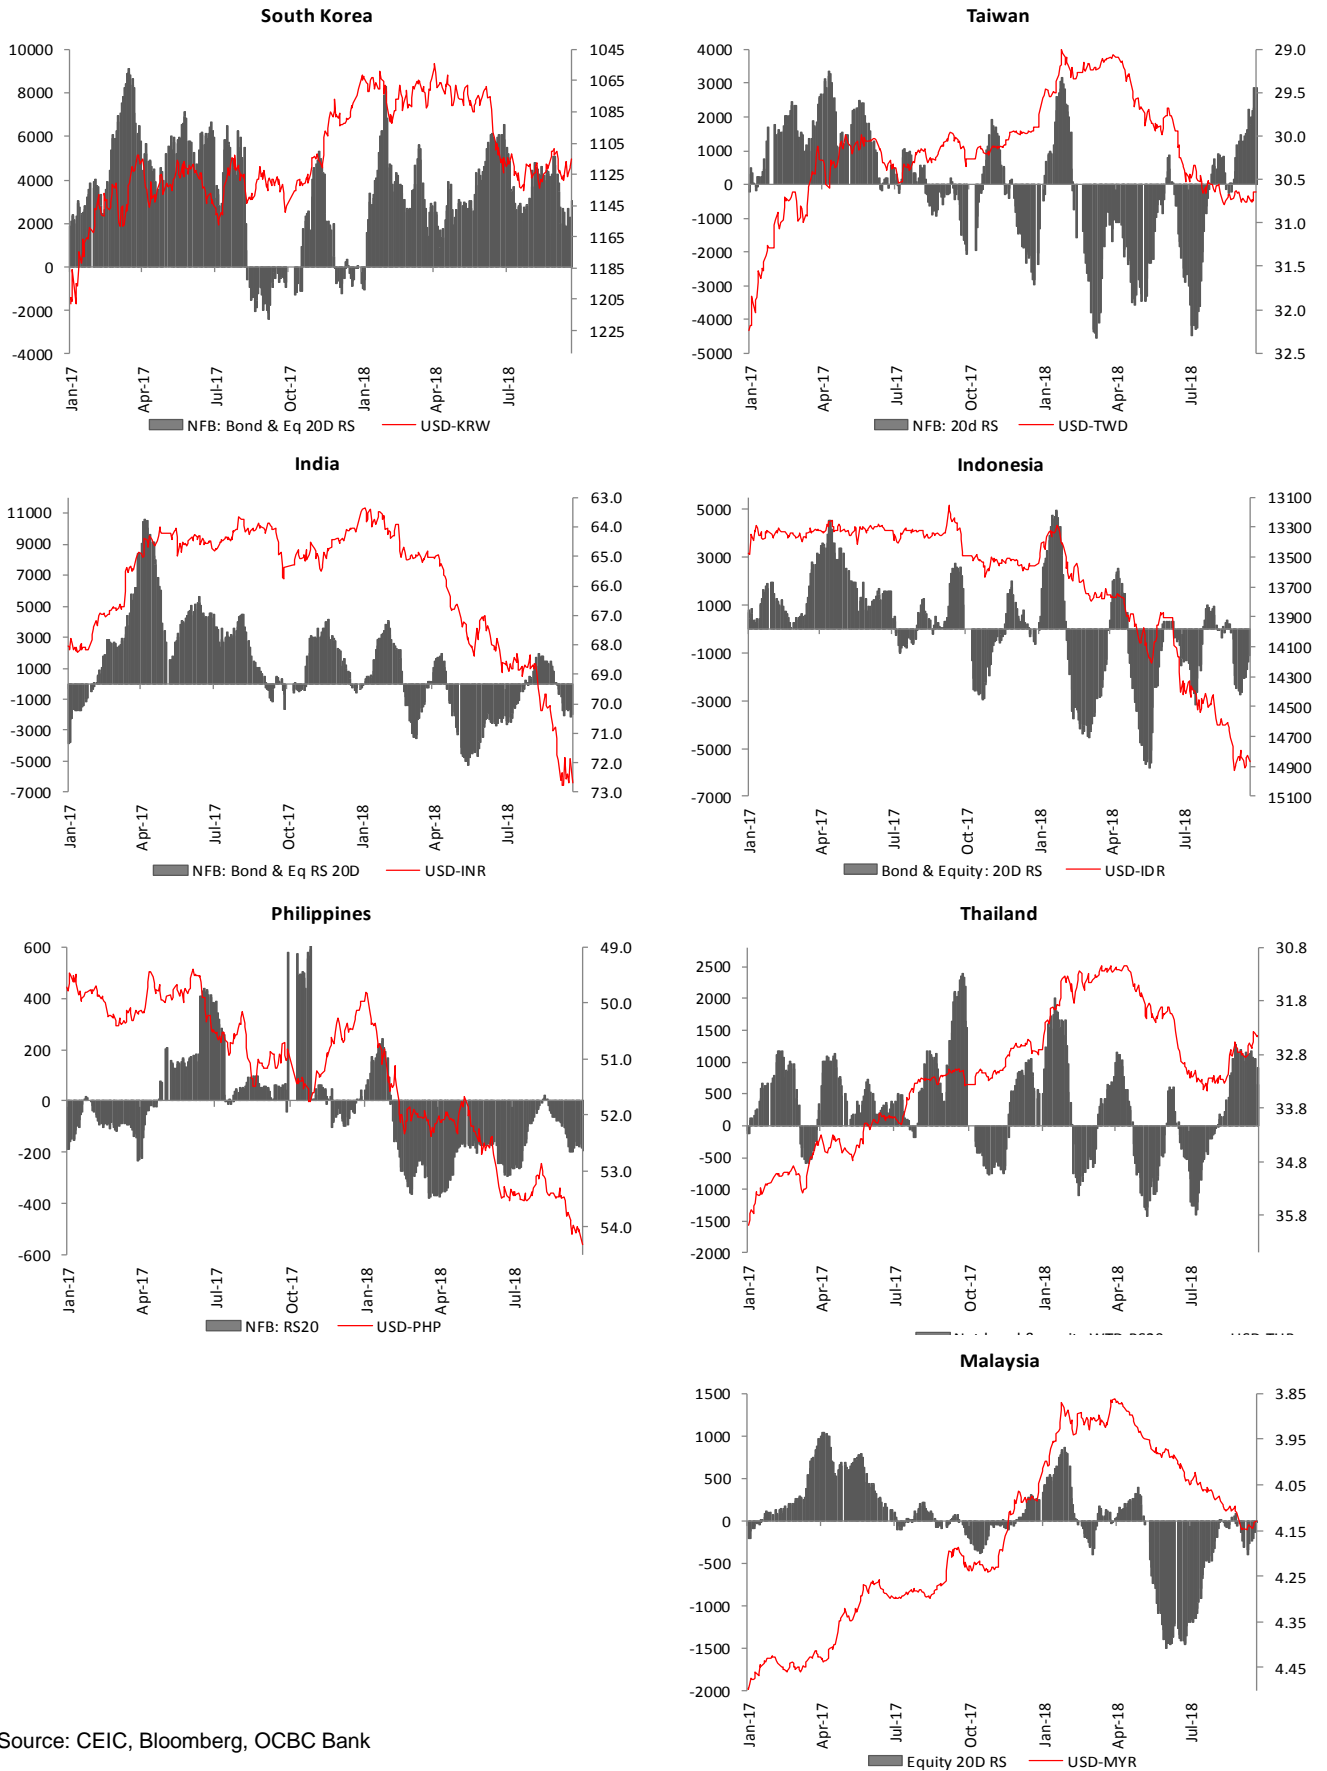 South Korea
10000
8000
6000
4000
2000
0
-2000
-4000
1045
1065
1085
1105
1125
1145
1165
1185
1205
1225
Jan-17
Apr-17
Jul-17
Oct-17
Jan-18
Apr-18
Jul-18
NFB: Bond & Eq 20D RS
USD-KRW
Taiwan
4000
3000
2000
1000
0
-1000
-2000
-3000
-4000
-5000
29.0
29.5
30.0
30.5
31.0
31.5
32.0
32.5
Jan-17
Apr-17
Jul-17
Oct-17
Jan-18
Apr-18
Jul-18
NFB: 20d RS
USD-TWD
India
11000
9000
7000
5000
3000
1000
-1000
-3000
-5000
-7000
63.0
64.0
65.0
66.0
67.0
68.0
69.0
70.0
71.0
72.0
73.0
Jan-17
Apr-17
Jul-17
Oct-17
Jan-18
Apr-18
Jul-18
NFB: Bond & Eq RS 20D
USD-INR
Indonesia
5000
3000
1000
-1000
-3000
-5000
-7000
13100
13300
13500
13700
13900
14100
14300
14500
14700
14900
15100
Jan-17
Apr-17
Jul-17
Oct-17
Jan-18
Apr-18
Jul-18
Bond & Equity: 20D RS
USD-IDR
Philippines
600
400
200
0
-200
-400
-600
49.0
50.0
51.0
52.0
53.0
54.0
Jan-17
Apr-17
Jul-17
Oct-17
Jan-18
Apr-18
Jul-18
NFB: RS20
USD-PHP
Thailand
2500
2000
1500
1000
500
0
-500
-1000
-1500
-2000
30.8
31.8
32.8
33.8
34.8
35.8
Jan-17
Apr-17
Jul-17
Oct-17
Jan-18
Apr-18
Jul-18
Malaysia
1500
1000
500
0
-500
-1000
-1500
-2000
3.85
3.95
4.05
4.15
4.25
4.35
4.45
Jan-17
Apr-17
Jul-17
Oct-17
Jan-18
Apr-18
Jul-18
Equity 20D RS
USD-MYR
Source: CEIC, Bloomberg, OCBC Bank